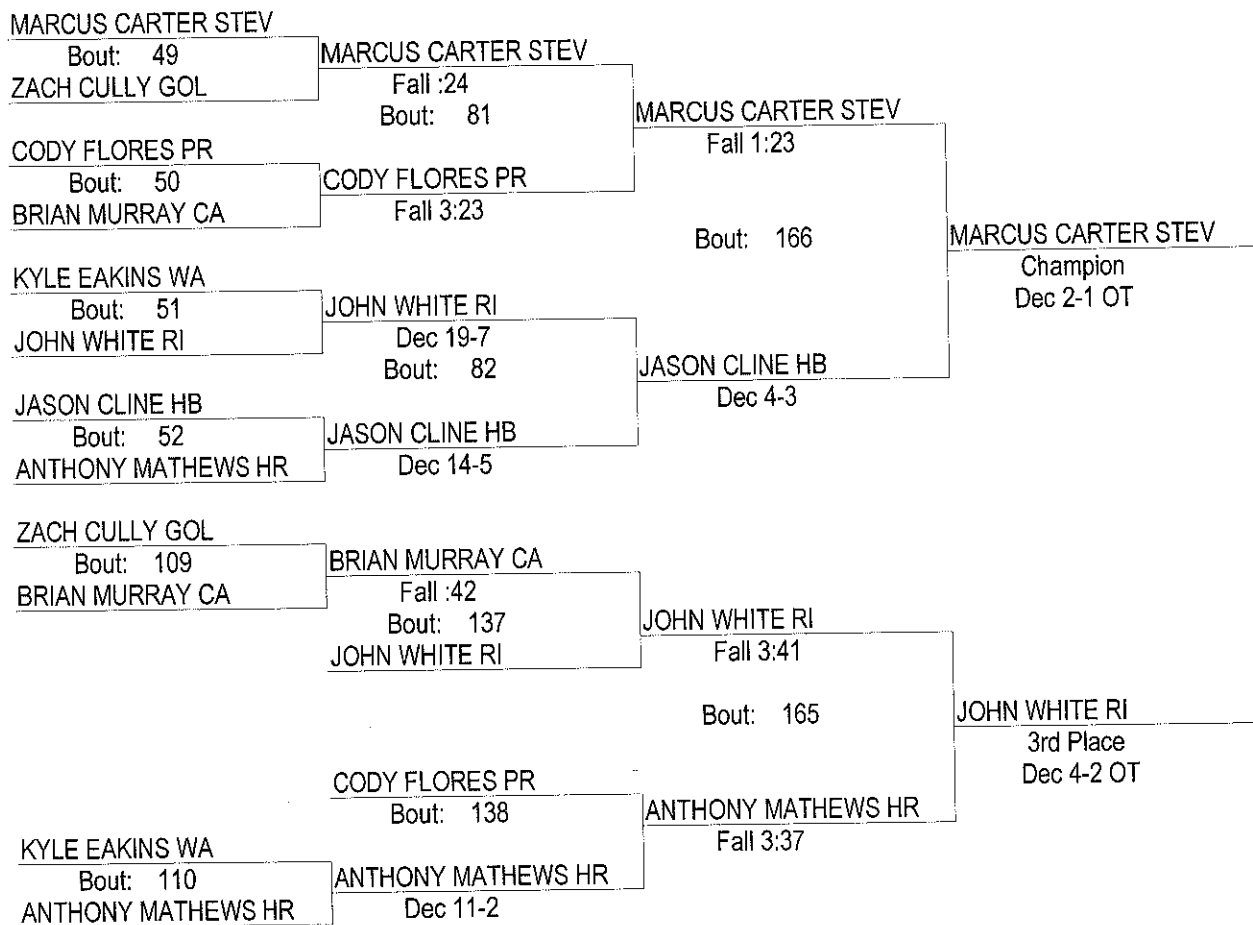 MARCUS CARTER STEV
Bout: 49
ZACH CULLY GOL
MARCUS CARTER STEV
Fall :24
Bout: 81
CODY FLORES PR
Bout: 50
BRIAN MURRAY CA
CODY FLORES PR
Fall 3:23
MARCUS CARTER STEV
Fall 1:23
Bout: 166
KYLE EAKINS WA
Bout: 51
JOHN WHITE RI
JOHN WHITE RI
Dec 19-7
Bout: 82
JASON CLINE HB
Bout: 52
ANTHONY MATHEWS HR
JASON CLINE HB
Dec 14-5
JASON CLINE HB
Dec 4-3
MARCUS CARTER STEV
Champion
Dec 2-1 OT
ZACH CULLY GOL
Bout: 109
BRIAN MURRAY CA
BRIAN MURRAY CA
Fall :42
Bout: 137
JOHN WHITE RI
JOHN WHITE RI
Fall 3:41
Bout: 165
CODY FLORES PR
Bout: 138
KYLE EAKINS WA
Bout: 110
ANTHONY MATHEWS HR
ANTHONY MATHEWS HR
Dec 11-2
ANTHONY MATHEWS HR
Fall 3:37
JOHN WHITE RI
3rd Place
Dec 4-2 OT